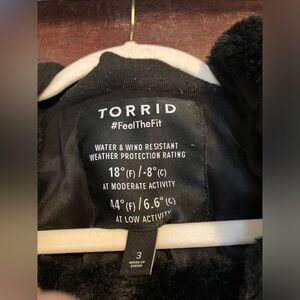 TORRID
#FeelTheFit
WATER & WIND RESISTANT
WEATHER PROTECTION RATING
18°(F)/-8°(C)
AT MODERATE ACTIVITY
44°(F)/6.6°(C)
AT LOW ACTIVITY
3